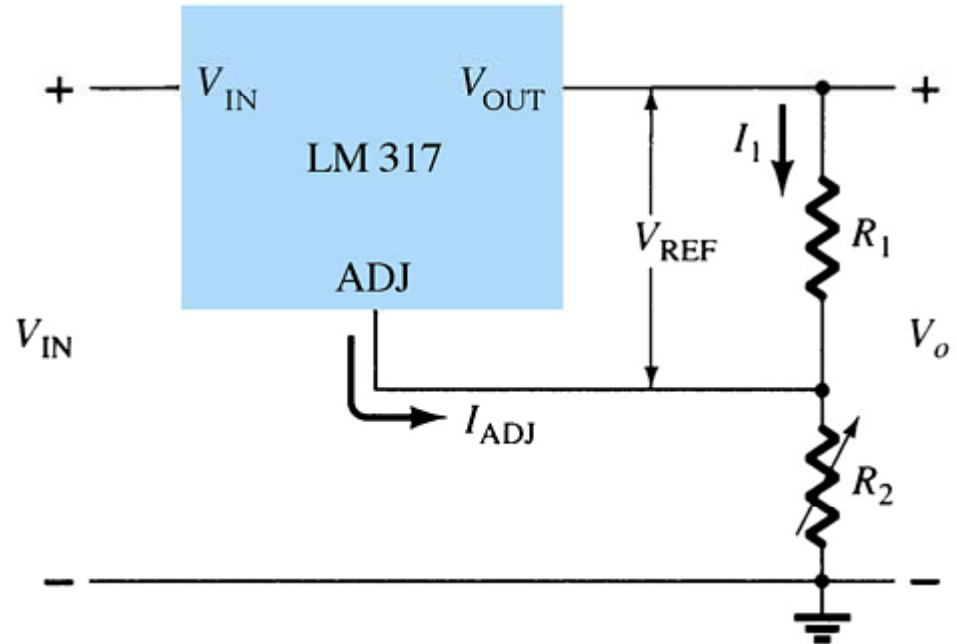 + V_IN V_OUT +
LM 317
I_1
R_1
V_REF
ADJ
V_IN V_o
I_ADJ
R_2
− −